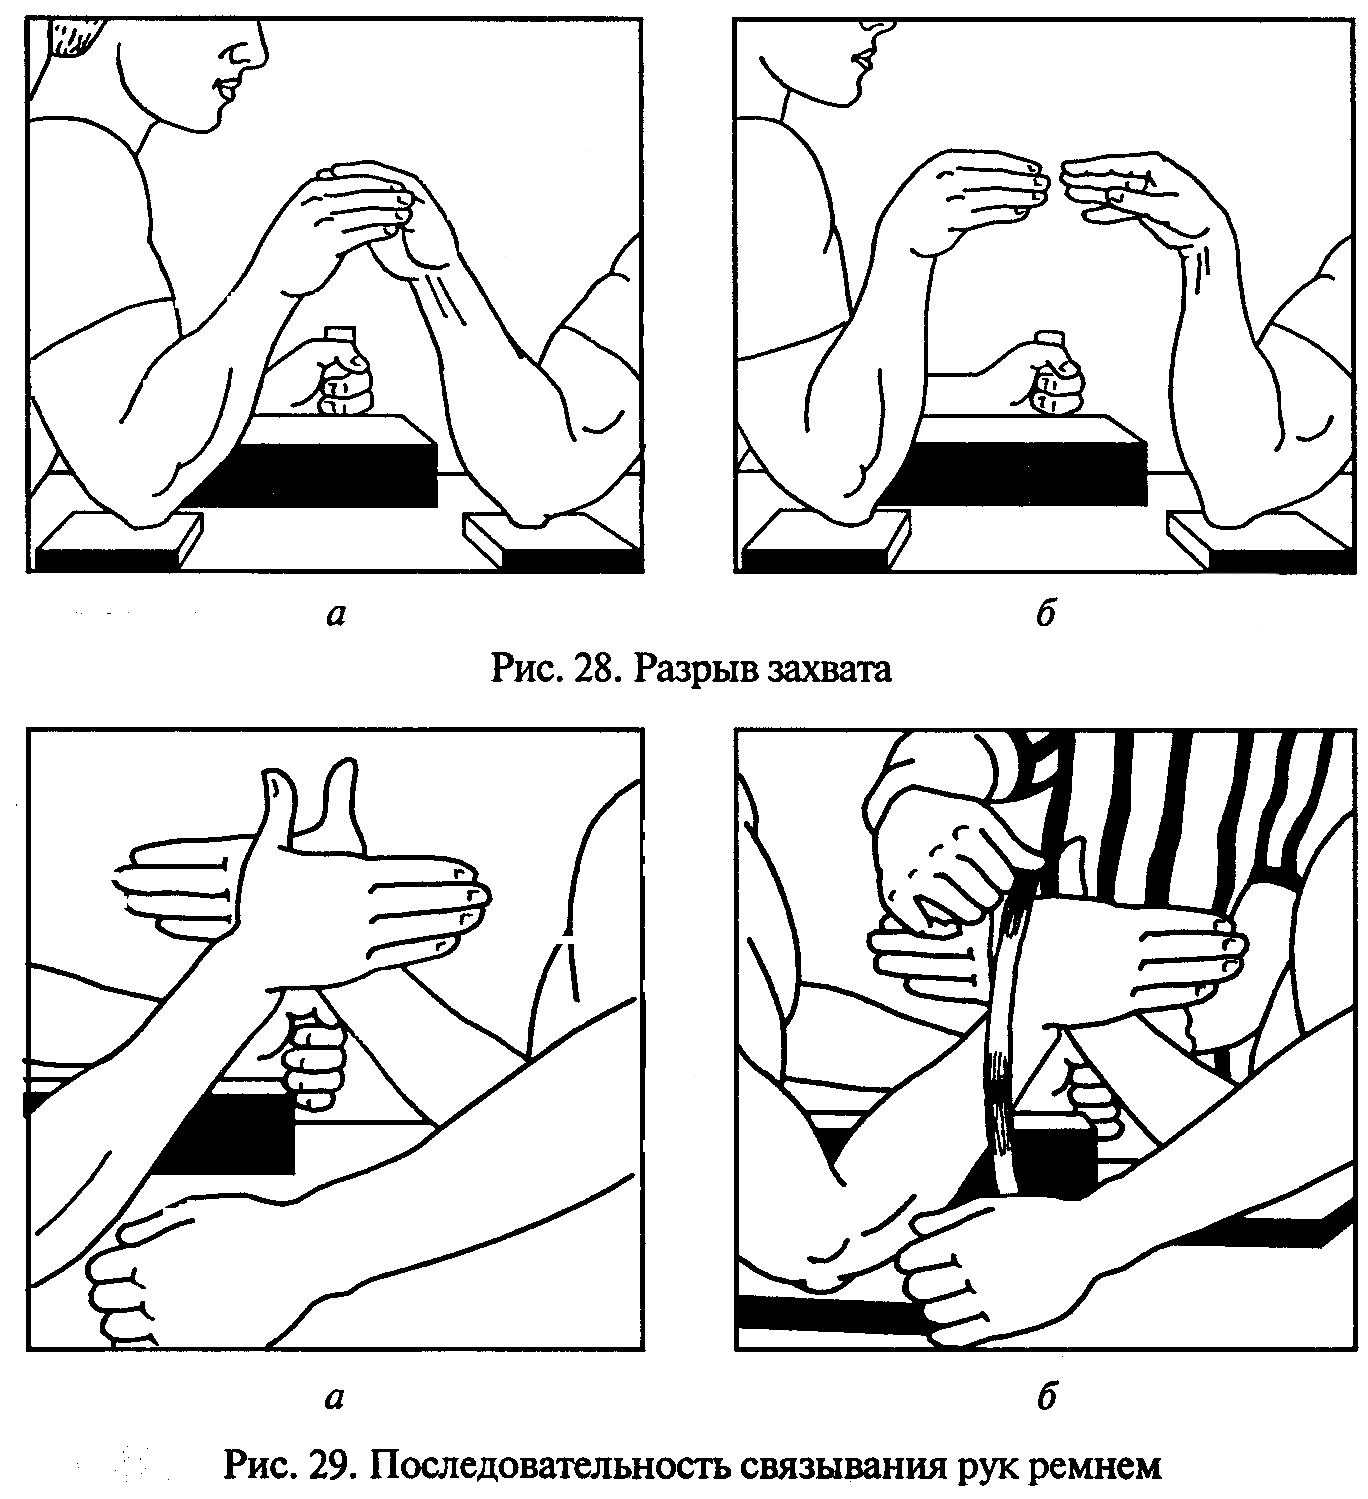 а
б
Рис. 28. Разрыв захвата
а
б
Рис. 29. Последовательность связывания рук ремнем